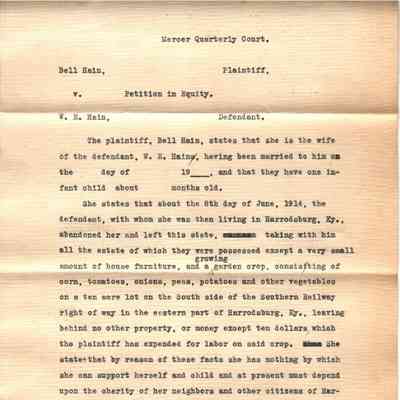 Mercer Quarterly Court.
Bell Hain, Plaintiff,
v. Petition in Equity.
W. H. Hain, Defendant.
The plaintiff, Bell Hain, states that she is the wife
of the defendant, W. H. Hain, having been married to him on
the day of 19____, and that they have one in-
fant child about months old.
She states that about the 8th day of June, 1914, the
defendant, with whom she was then living in Harrodsburg, Ky.,
abandoned her and left this state, taking with him
all the estate of which they were possessed except a very small
growing
amount of house furniture, and a garden crop, consisting of
corn, tomatoes, onions, peas, potatoes and other vegetables
on a ten acre lot on the South side of the Southern Railway
right of way in the eastern part of Harrodsburg, Ky., leaving
behind no other property, or money except ten dollars which
the plaintiff has expended for labor on said crop. She
states that by reason of these facts she has nothing by which
she can support herself and child and at present must depend
upon the charity of her neighbors and other citizens of Har-